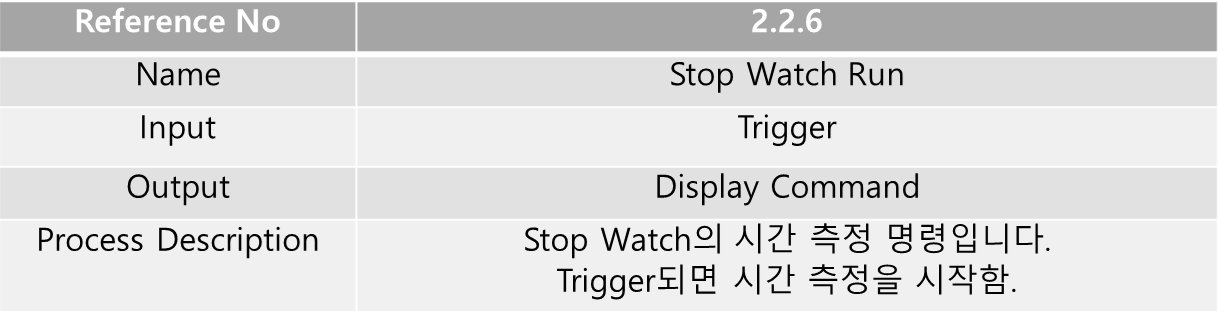 Reference No 2.2.6
Name Stop Watch Run
Input Trigger
Output Display Command
Process Description Stop Watch의 시간 측정 명령입니다.
Trigger되면 시간 측정을 시작함.